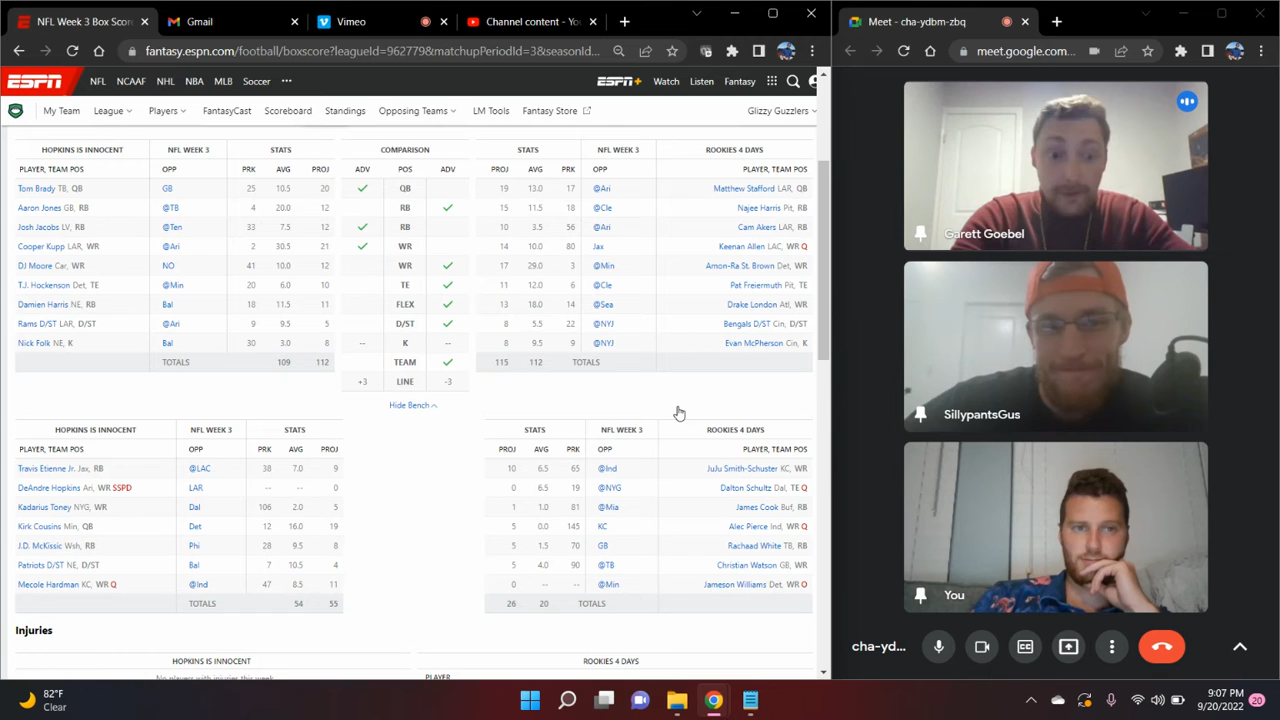 NFL Week 3 Box Scor
Gmail
Vimeo
Channel content - Yo
Meet - cha-ydbm-zbq
fantasy.espn.com/football/boxscore?leagueId=962779&matchupPeriodId=3&seasonI...
meet.google.com...
ESPN NFL NCAAF NHL NBA MLB Soccer ESPN+ Watch Listen Fantasy
My Team League Players FantasyCast Scoreboard Standings Opposing Teams LM Tools Fantasy Store Glizzy Guzzlers
HOPKINS IS INNOCENT NFL WEEK 3 STATS COMPARISON STATS NFL WEEK 3 ROOKIES 4 DAYS
PLAYER, TEAM POS OPP PRK AVG PROJ ADV POS ADV PROJ AVG PRK OPP PLAYER, TEAM POS
Tom Brady TB, QB GB 25 10.5 20 QB 19 13.0 17 @Ari Matthew Stafford LAR, QB
Aaron Jones GB, RB @TB 4 20.0 12 RB 15 11.5 18 @Cle Najee Harris Pit, RB
Josh Jacobs LV, RB @Ten 33 7.5 12 RB 10 3.5 56 @Ari Cam Akers LAR, RB
Cooper Kupp LAR, WR @Ari 2 30.5 21 WR 14 10.0 80 Jax Keenan Allen LAC, WR Q
DJ Moore Car, WR NO 41 10.0 12 WR 17 29.0 3 @Min Amon-Ra St. Brown Det, WR
T.J. Hockenson Det, TE @Min 20 6.0 10 TE 11 12.0 6 @Cle Pat Freiermuth Pit, TE
Damien Harris NE, RB Bal 18 11.5 11 FLEX 13 18.0 14 @Sea Drake London Atl, WR
Rams D/ST LAR, D/ST @Ari 9 9.5 5 D/ST 8 5.5 22 @NYJ Bengals D/ST Cin, D/ST
Nick Folk NE, K Bal 30 3.0 8 -- K -- 8 9.5 9 @NYJ Evan McPherson Cin, K
TOTALS 109 112 TEAM 115 112 TOTALS
+3 LINE -3
Hide Bench
HOPKINS IS INNOCENT NFL WEEK 3 STATS STATS NFL WEEK 3 ROOKIES 4 DAYS
PLAYER, TEAM POS OPP PRK AVG PROJ PROJ AVG PRK OPP PLAYER, TEAM POS
Travis Etienne Jr. Jax, RB @LAC 38 7.0 9 10 6.5 65 @Ind JuJu Smith-Schuster KC, WR
DeAndre Hopkins Ari, WR SSPD LAR -- -- 0 0 6.5 19 @NYG Dalton Schultz Dal, TE Q
Kadarius Toney NYG, WR Dal 106 2.0 5 1 1.0 81 @Mia James Cook Buf, RB
Kirk Cousins Min, QB Det 12 16.0 19 5 0.0 145 KC Alec Pierce Ind, WR Q
J.D. McKissic Wsh, RB Phi 28 9.5 8 5 1.5 70 GB Rachaad White TB, RB
Patriots D/ST NE, D/ST Bal 7 10.5 4 5 4.0 90 @TB Christian Watson GB, WR
Mecole Hardman KC, WR Q @Ind 47 8.5 11 0 -- -- @Min Jameson Williams Det, WR O
TOTALS 54 55 26 20 TOTALS
Injuries
HOPKINS IS INNOCENT ROOKIES 4 DAYS
No players with injuries this week PLAYER
Garett Goebel
SillypantsGus
You
cha-yd...
82°F
Clear
9:07 PM
9/20/2022
20